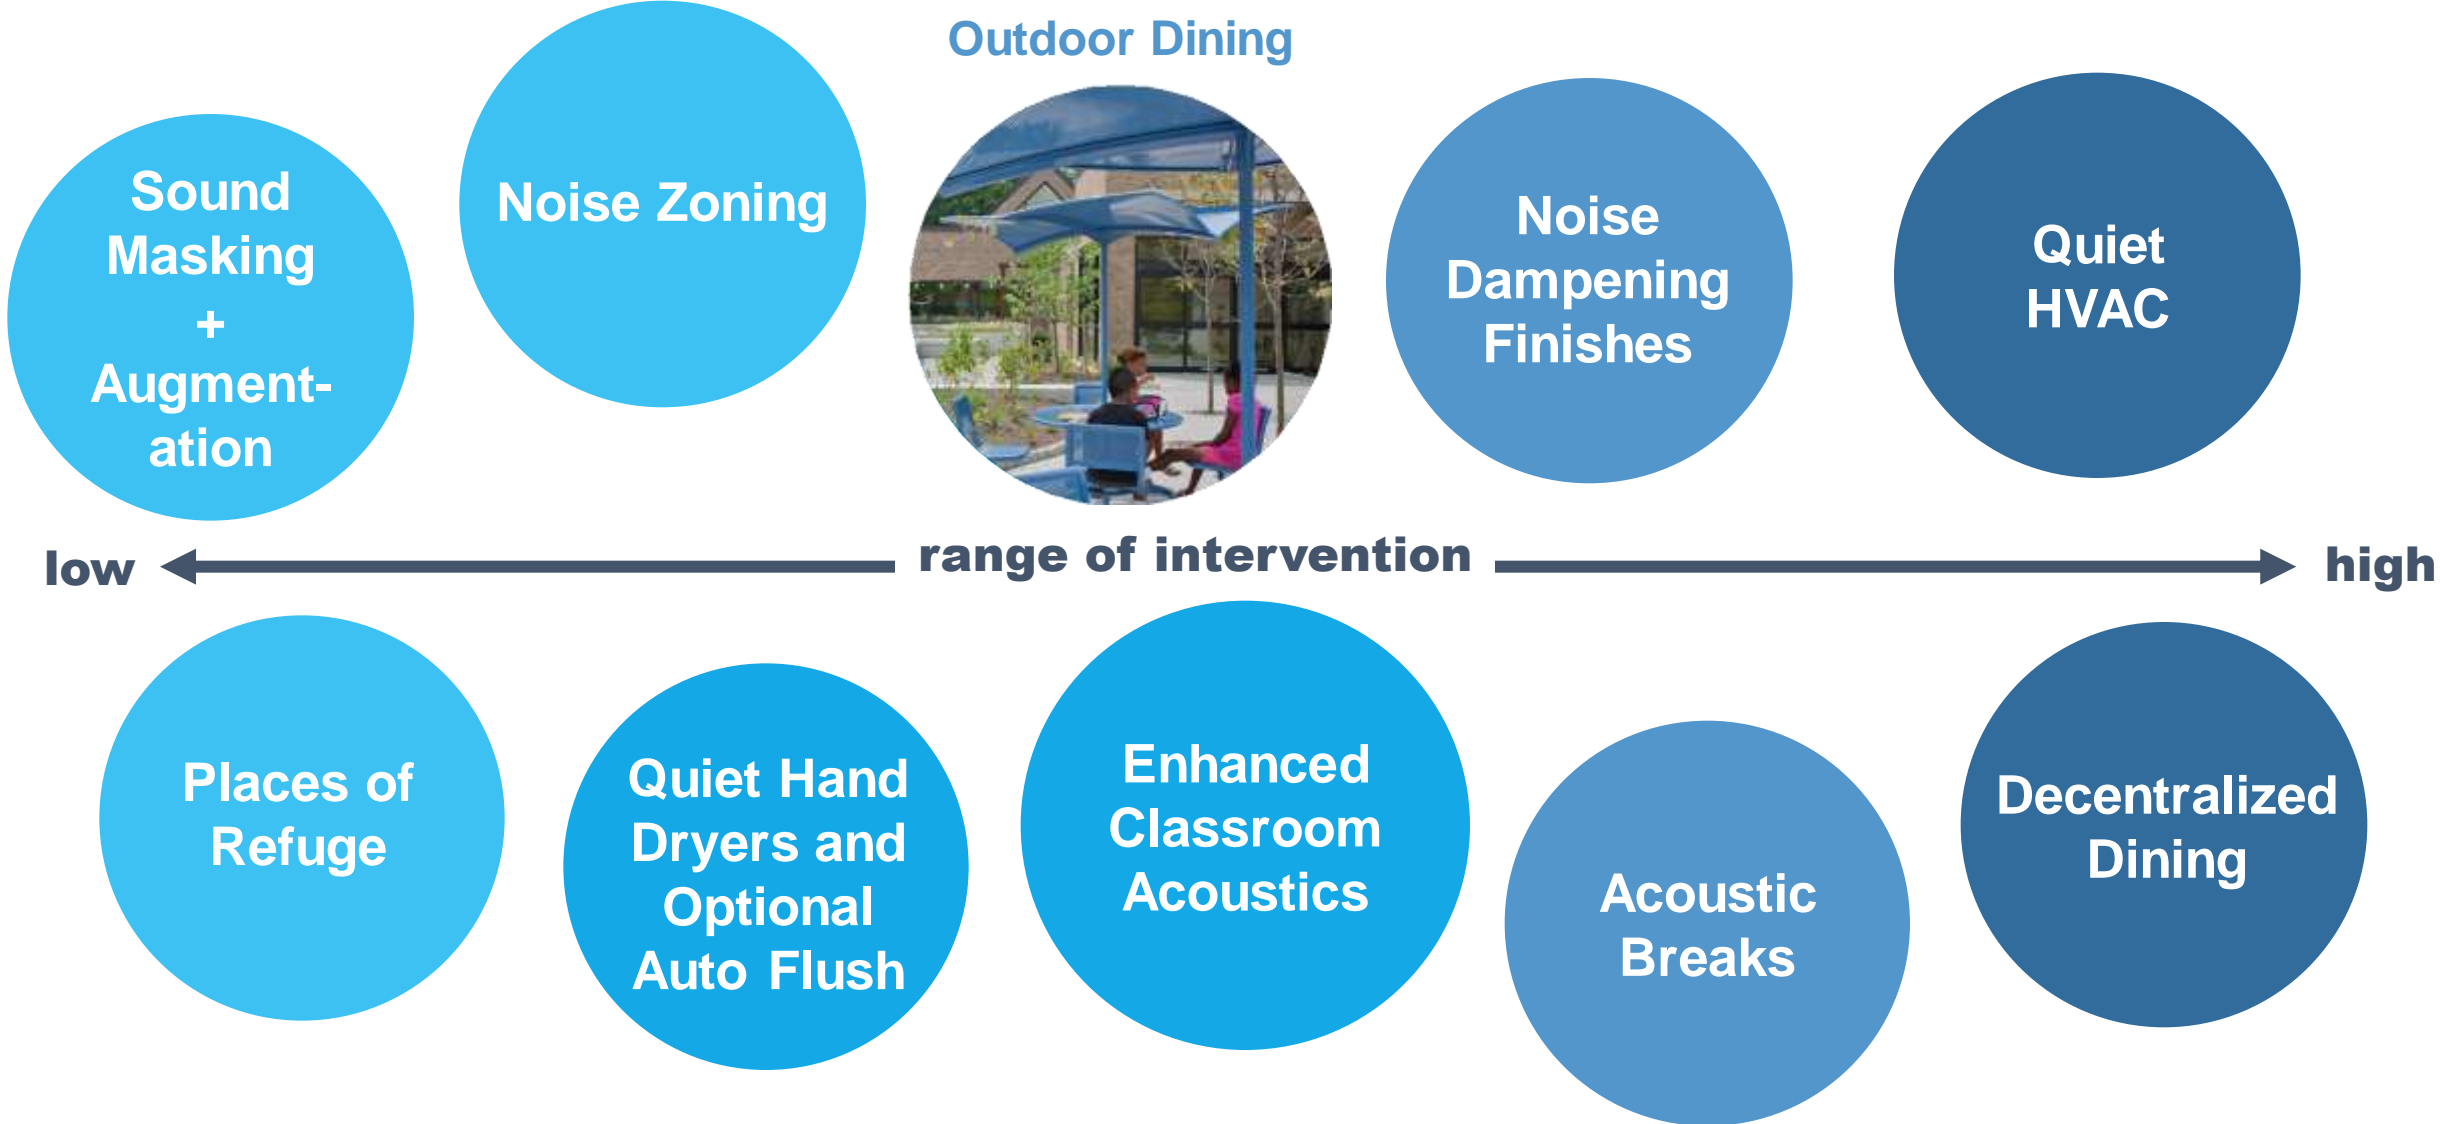 Outdoor Dining
Sound
Masking
+
Augment-
ation
Noise Zoning
Noise
Dampening
Finishes
Quiet
HVAC
low
range of intervention
high
Places of
Refuge
Quiet Hand
Dryers and
Optional
Auto Flush
Enhanced
Classroom
Acoustics
Acoustic
Breaks
Decentralized
Dining